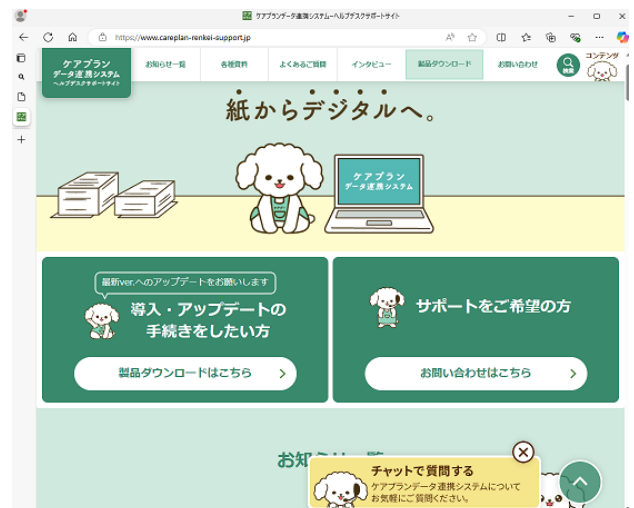 ケアプランデータ連携システム-ヘルプデスクサポートサイト
https://www.careplan-renkei-support.jp
ケアプラン
データ連携システム
ヘルプデスクサポートサイト
お知らせ一覧
各種資料
よくあるご質問
インタビュー
製品ダウンロード
お問い合わせ
検索
コンテンツ
紙からデジタルへ。
ケアプラン
データ連携システム
最新ver.へのアップデートをお願いします
導入・アップデートの
手続きをしたい方
製品ダウンロードはこちら
サポートをご希望の方
お問い合わせはこちら
お知らせ一覧
チャットで質問する
ケアプランデータ連携システムについて
お気軽にご質問ください。